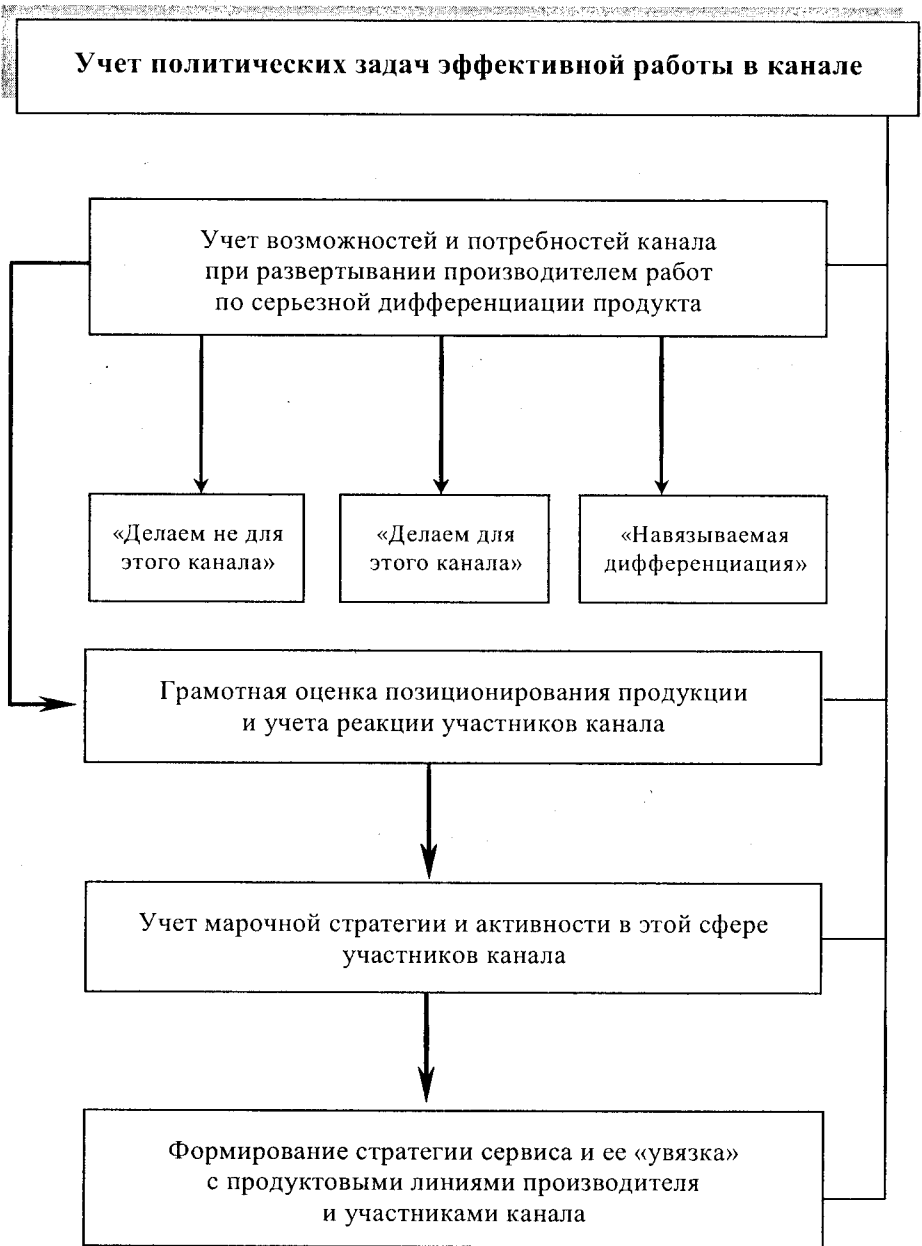 Учет политических задач эффективной работы в канале
Учет возможностей и потребностей канала
при развертывании производителем работ
по серьезной дифференциации продукта
«Делаем не для
этого канала»
«Делаем для
этого канала»
«Навязываемая
дифференциация»
Грамотная оценка позиционирования продукции
и учета реакции участников канала
Учет марочной стратегии и активности в этой сфере
участников канала
Формирование стратегии сервиса и ее «увязка»
с продуктовыми линиями производителя
и участниками канала